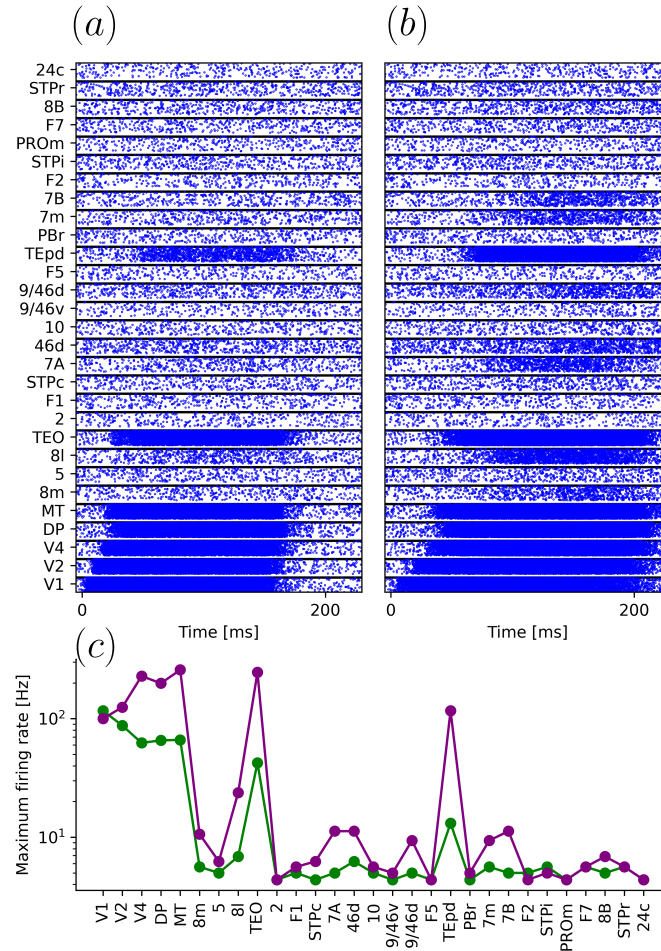 (a)
(b)
24c
STPr
8B
F7
PROm
STPi
F2
7B
7m
PBr
TEpd
F5
9/46d
9/46v
10
46d
7A
STPc
F1
2
TEO
8l
5
8m
MT
DP
V4
V2
V1
0 200 0 200
Time [ms] Time [ms]
(c)
Maximum firing rate [Hz]
10²
10¹
V1 V2 V4 DP MT 8m 5 8l TEO 2 F1 STPc 7A 46d 10 9/46v 9/46d F5 TEpd PBr 7m 7B F2 STPi PROm F7 8B STPr 24c